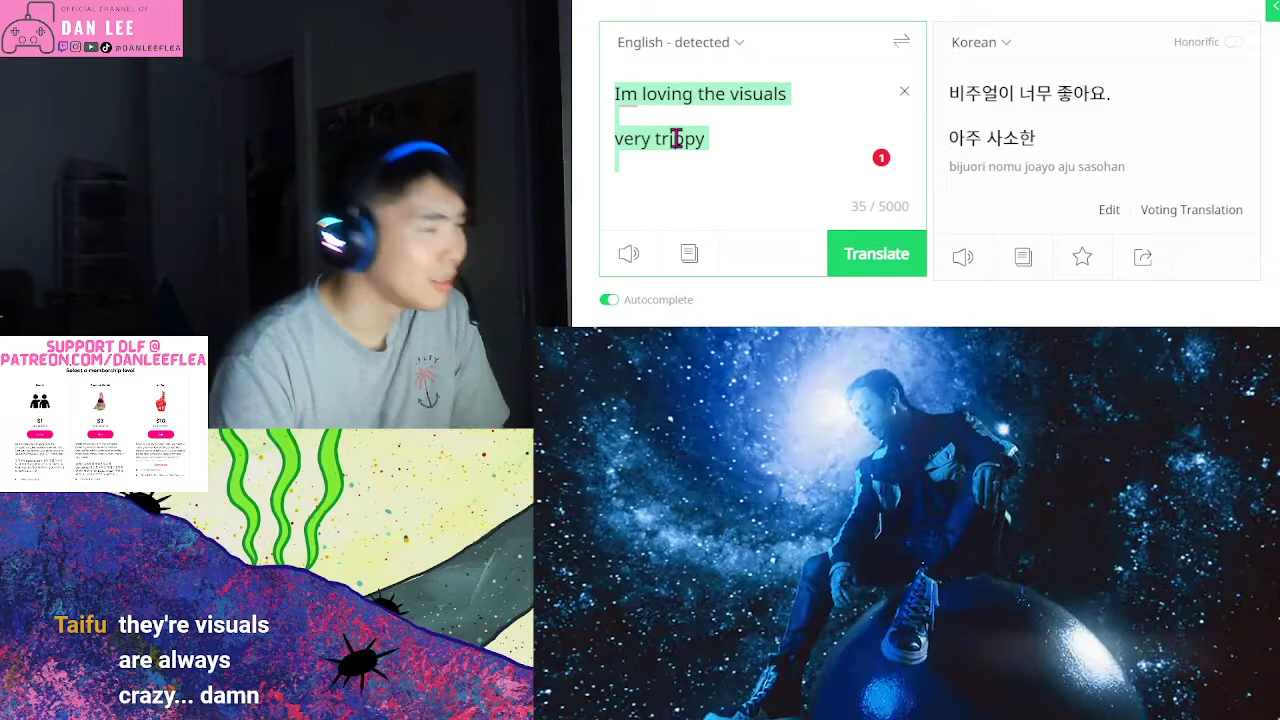 OFFICIAL CHANNEL OF
DAN LEE
@DANLEEFLEA
English - detected
Korean
Honorific
Im loving the visuals
very trippy
1
35 / 5000
Translate
비주얼이 너무 좋아요.
아주 사소한
bijuori nomu joayo aju sasohan
Edit
Voting Translation
Autocomplete
SUPPORT DLF @
PATREON.COM/DANLEEFLEA
Select a membership level
$1
$3
$10
Taifu they're visuals
are always
crazy... damn